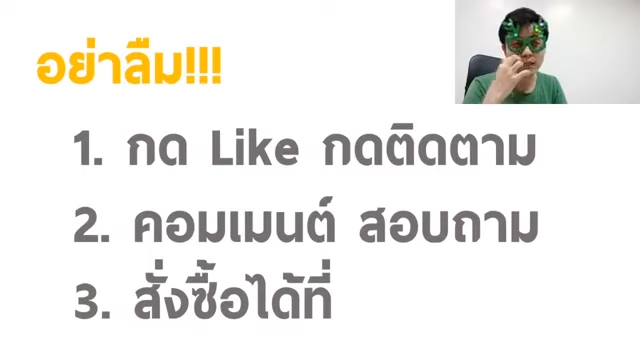 อย่าลืม!!!
1. กด Like กดติดตาม
2. คอมเมนต์ สอบถาม
3. สั่งซื้อได้ที่